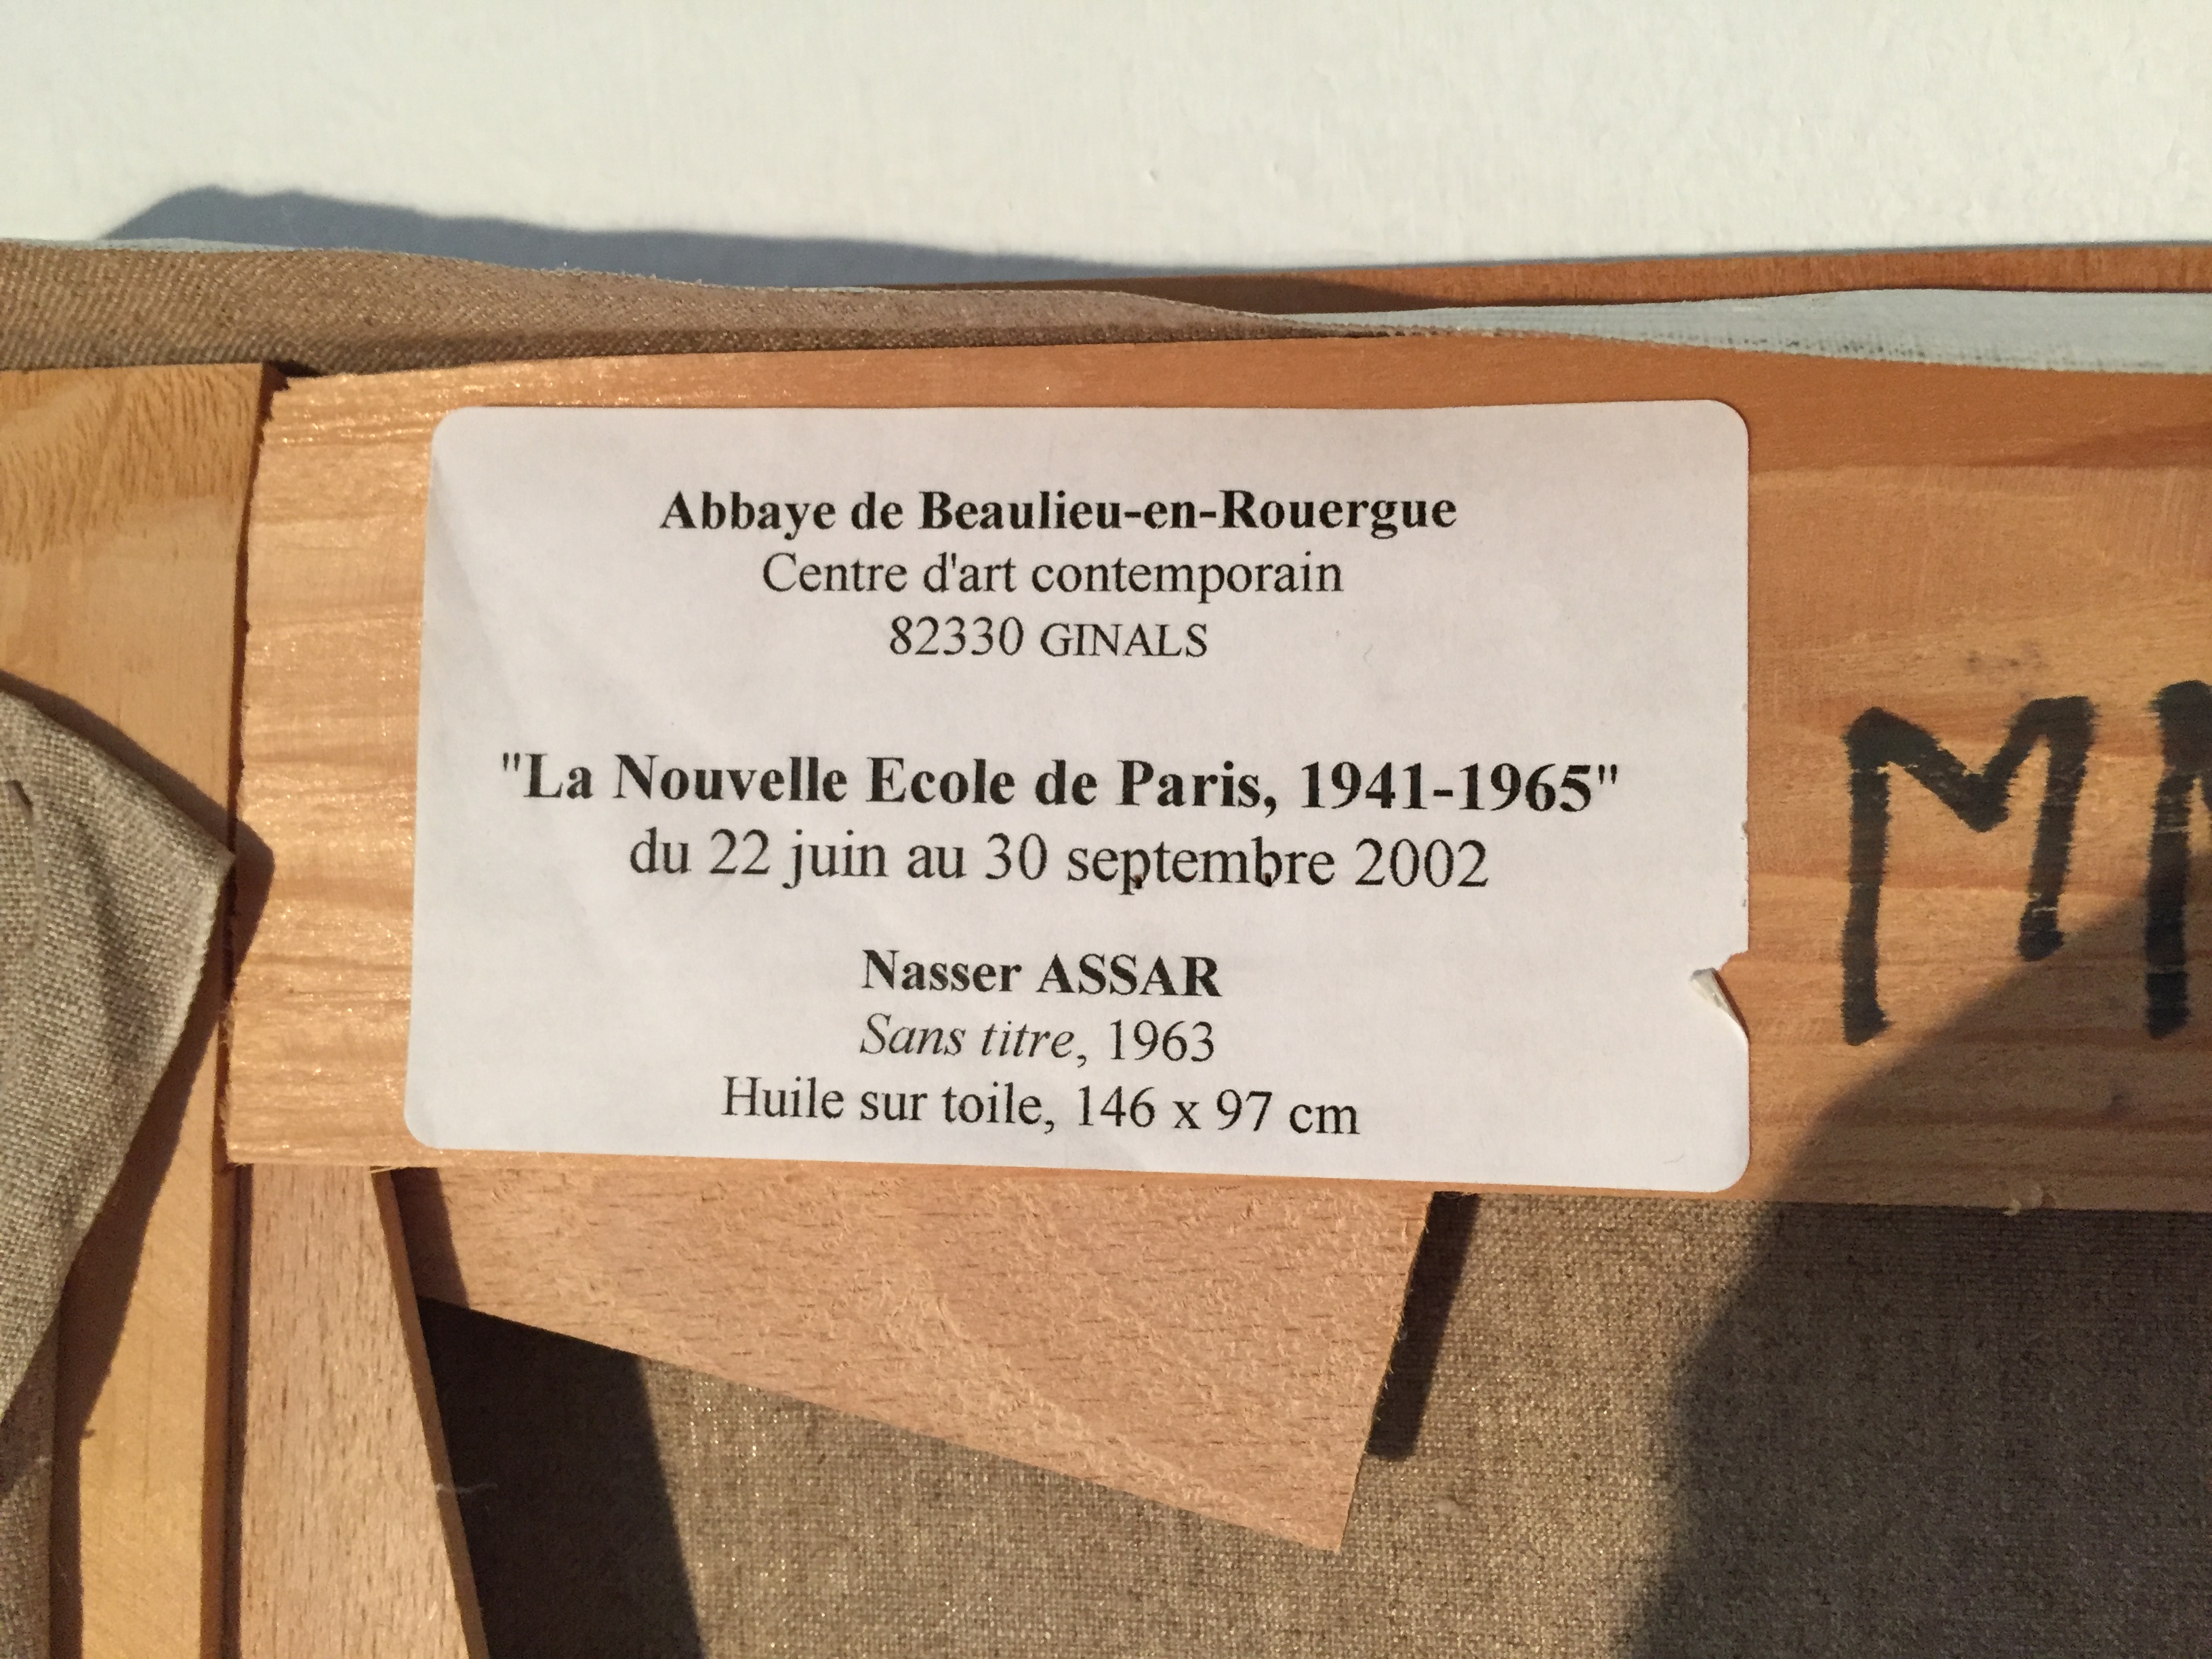 Abbaye de Beaulieu-en-Rouergue
Centre d'art contemporain
82330 GINALS
"La Nouvelle Ecole de Paris, 1941-1965"
du 22 juin au 30 septembre 2002
Nasser ASSAR
Sans titre, 1963
Huile sur toile, 146 x 97 cm